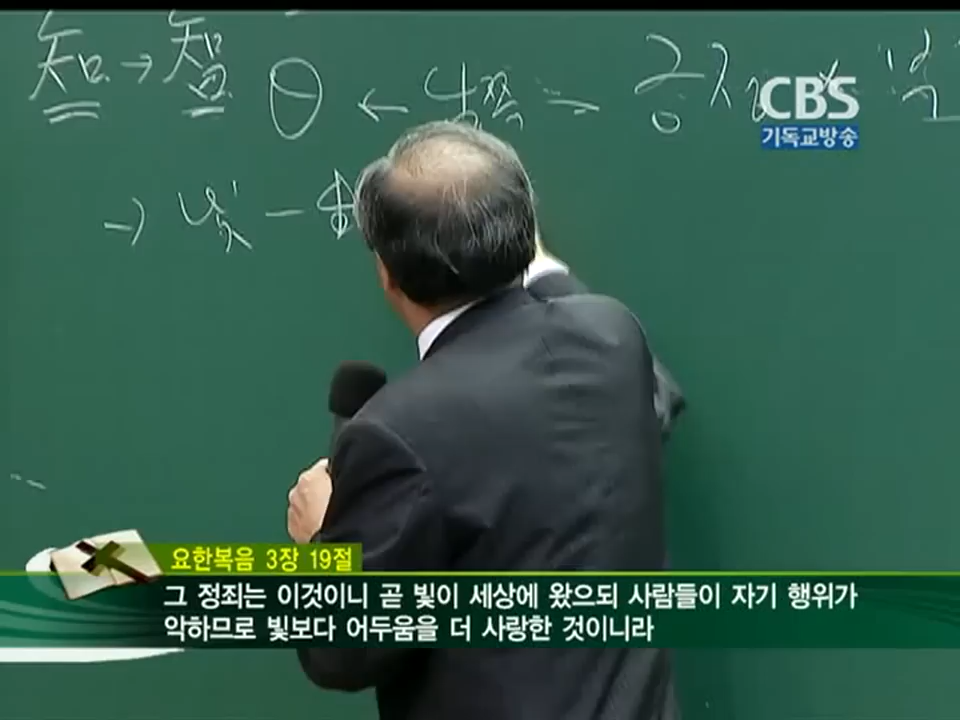 知 → 智
CBS
기독교방송
→ 빛 -
요한복음 3장 19절
그 정죄는 이것이니 곧 빛이 세상에 왔으되 사람들이 자기 행위가
악하므로 빛보다 어두움을 더 사랑한 것이니라